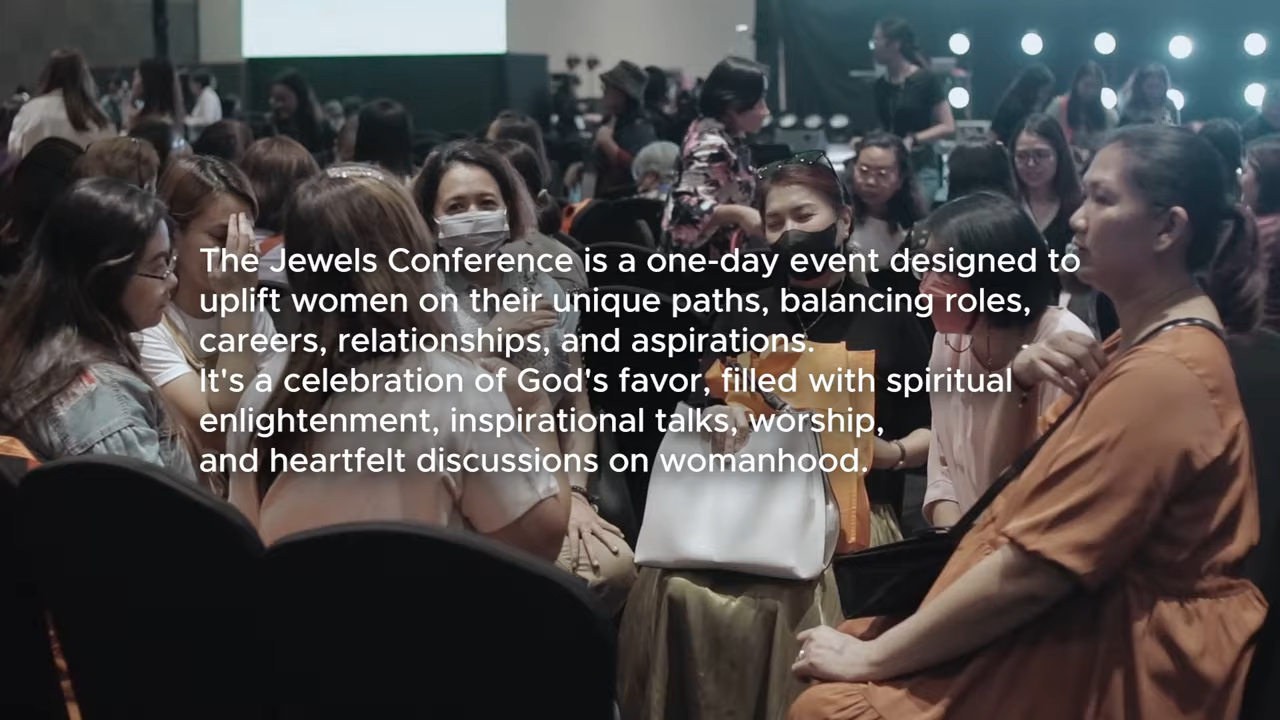 The Jewels Conference is a one-day event designed to
uplift women on their unique paths, balancing roles,
careers, relationships, and aspirations.
It's a celebration of God's favor, filled with spiritual
enlightenment, inspirational talks, worship,
and heartfelt discussions on womanhood.